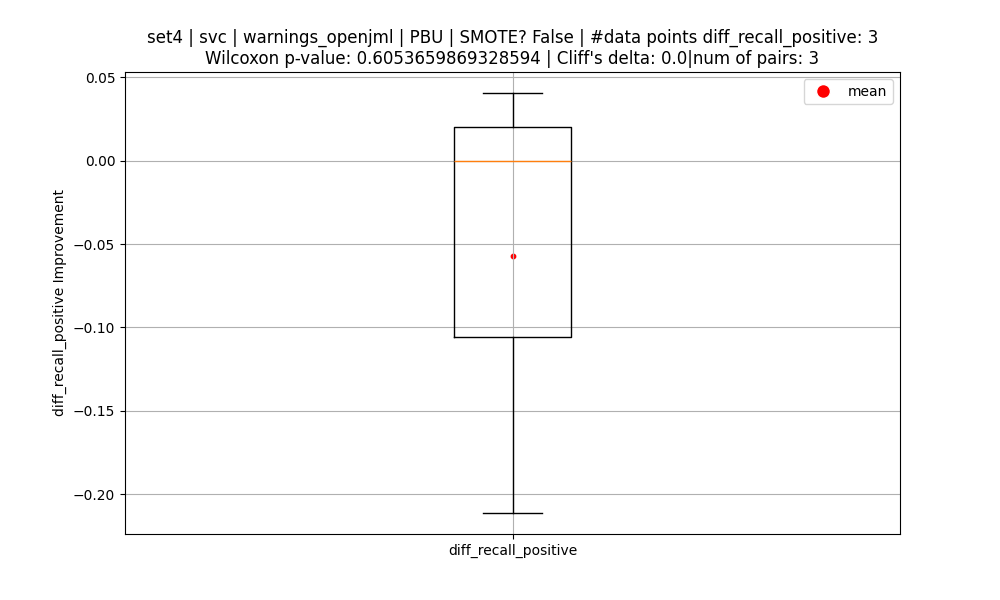 set4 | svc | warnings_openjml | PBU | SMOTE? False | #data points diff_recall_positive: 3
Wilcoxon p-value: 0.6053659869328594 | Cliff's delta: 0.0|num of pairs: 3
mean
0.05
0.00
−0.05
−0.10
−0.15
−0.20
diff_recall_positive Improvement
diff_recall_positive